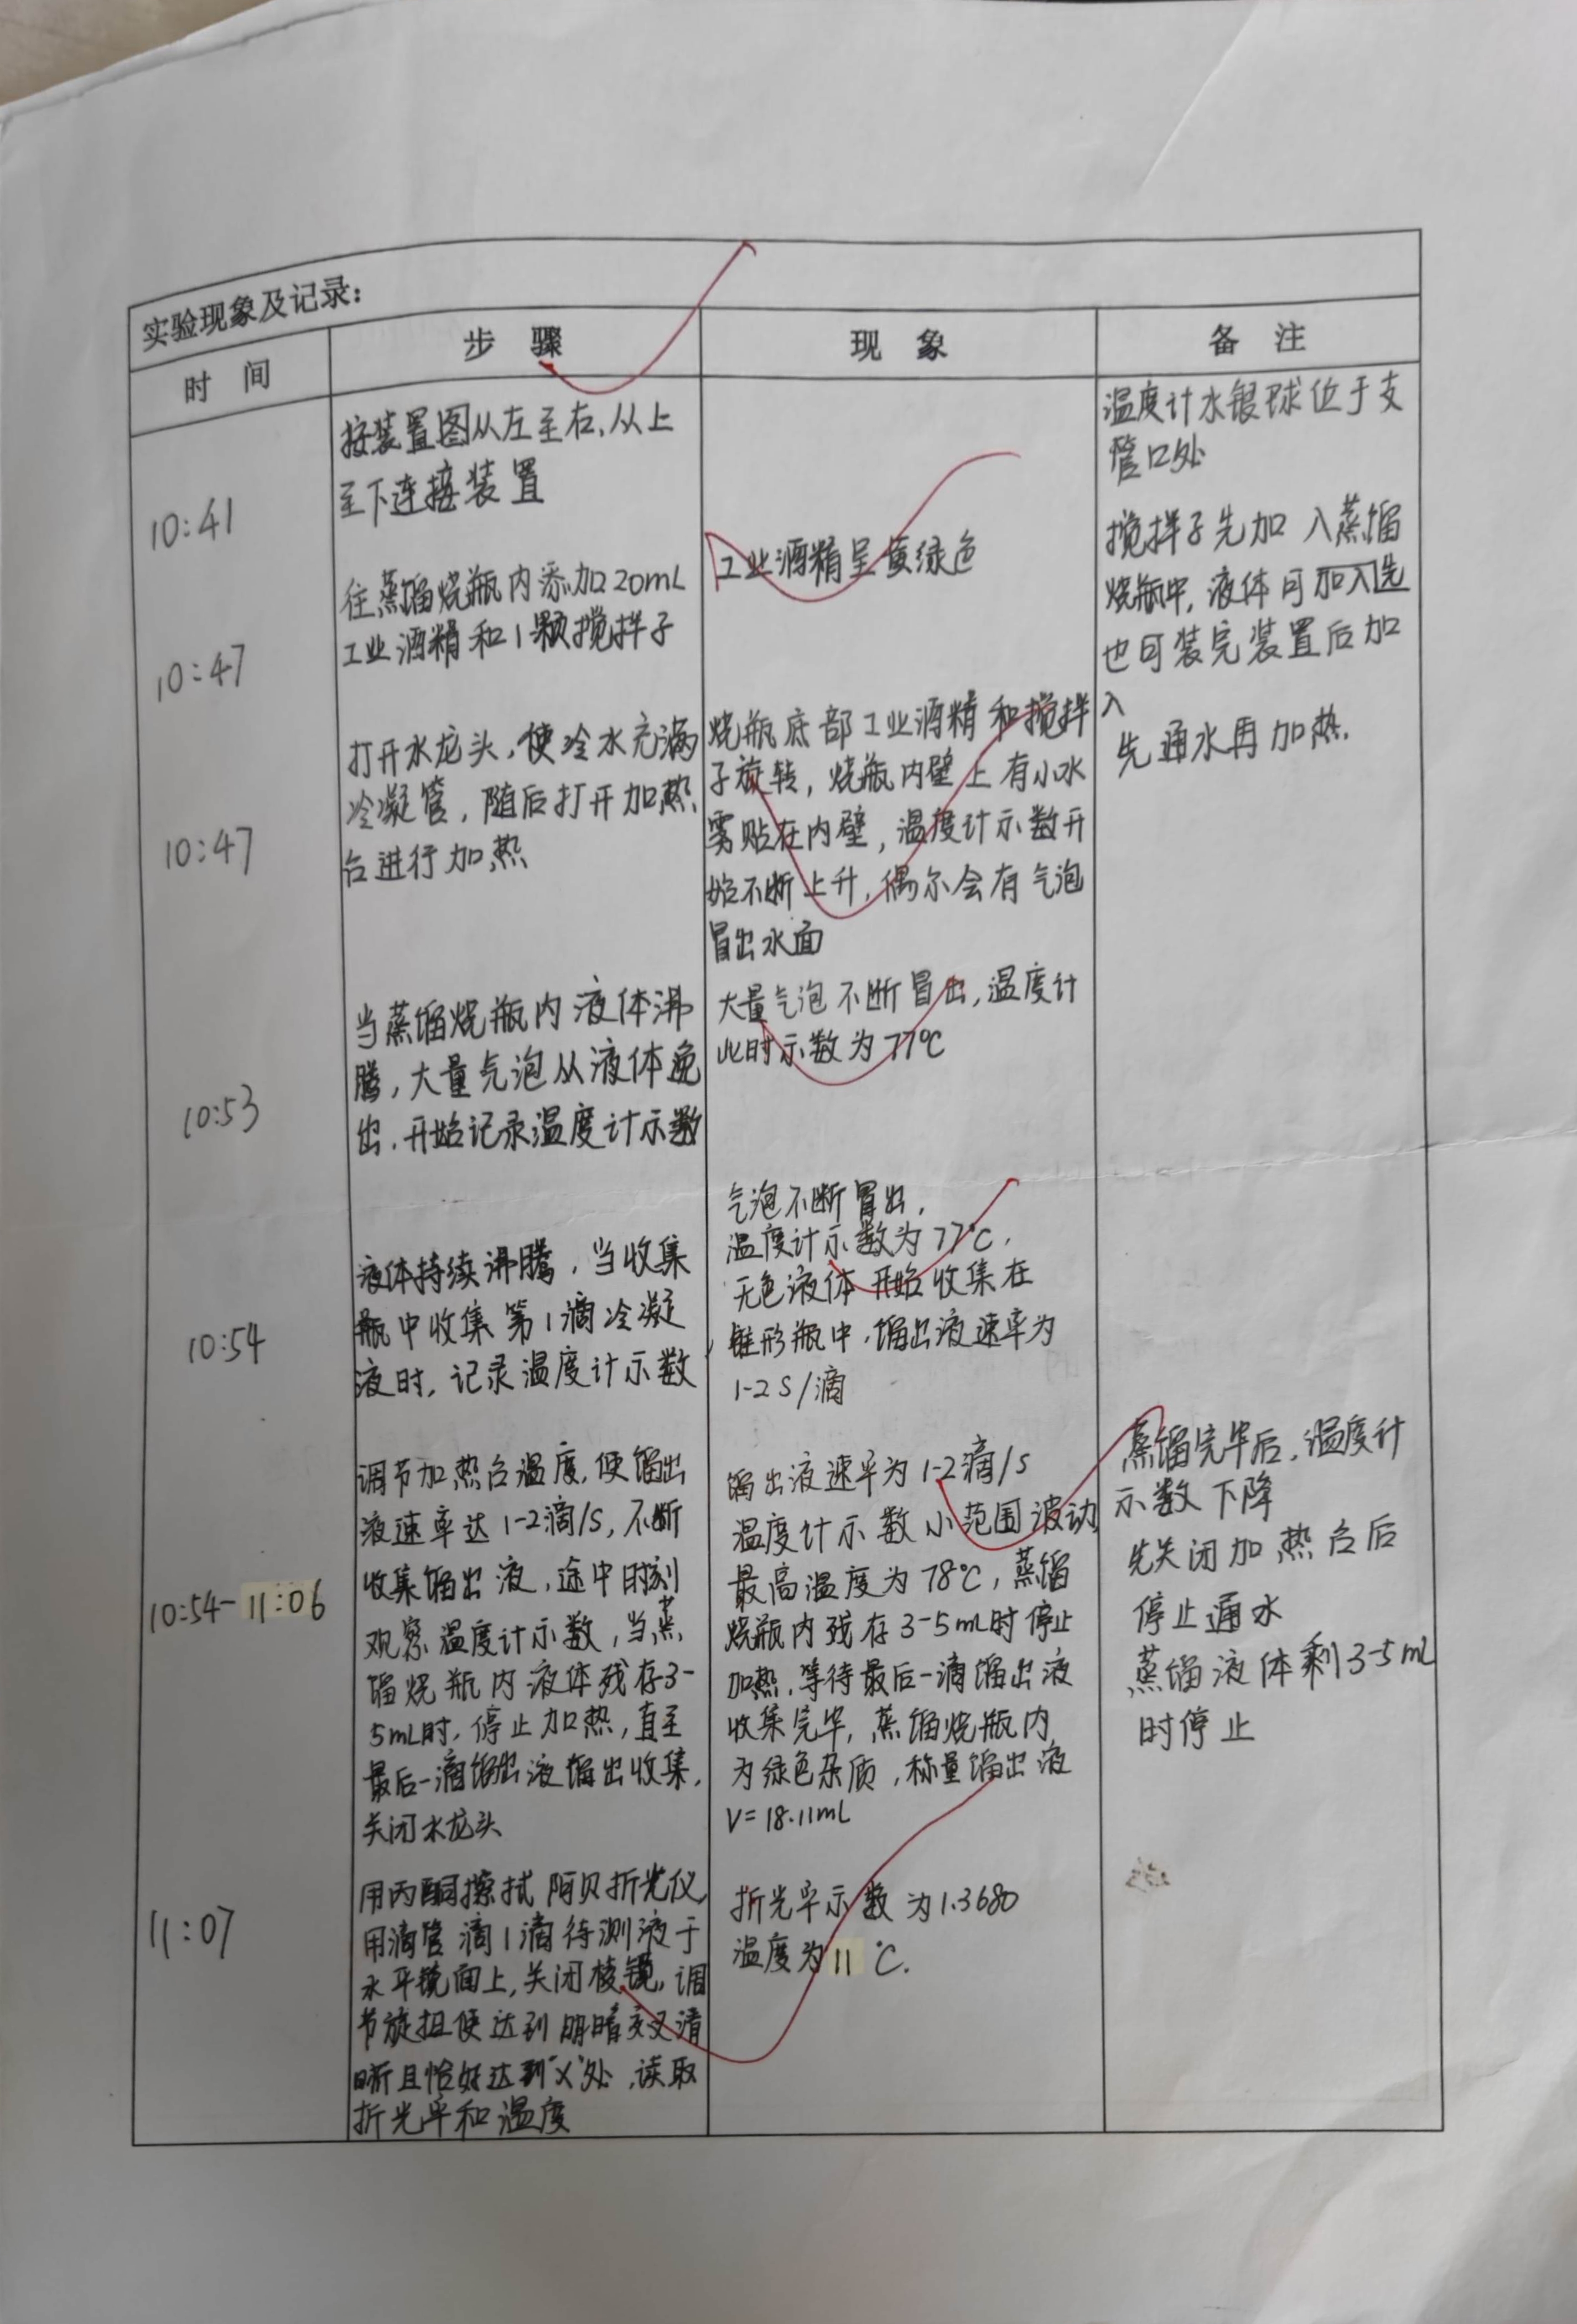 实验现象及记录:
时 间
步 骤
现 象
备 注
10:41
按装置图从左至右,从上
至下连接装置
温度计水银球位于支
管口处
10:47
往蒸馏烧瓶内添加20mL
工业酒精和1颗搅拌子
工业酒精呈黄绿色
搅拌子先加入蒸馏
烧瓶中,液体可加入先
也可装完装置后加
入
10:47
打开水龙头,使冷水充满
冷凝管,随后打开加热
台进行加热
烧瓶底部工业酒精和搅拌
子旋转,烧瓶内壁上有小水
雾贴在内壁,温度计示数开
始不断上升,偶尔会有气泡
冒出水面
先通水再加热.
10:53
当蒸馏烧瓶内液体沸
腾,大量气泡从液体逸
出.开始记录温度计示数
大量气泡不断冒出,温度计
此时示数为77℃
10:54
液体持续沸腾,当收集
瓶中收集第1滴冷凝
液时,记录温度计示数
气泡不断冒出,
温度计示数为77℃,
无色液体开始收集在
锥形瓶中.馏出液速率为
1-2S/滴
10:54-11:06
调节加热台温度,使馏出
液速率达1-2滴/S,不断
收集馏出液,途中时刻
观察温度计示数,当蒸
馏烧瓶内液体残存3-
5mL时,停止加热,直至
最后一滴馏出液馏出收集,
关闭水龙头
馏出液速率为1-2滴/S
温度计示数小范围波动
最高温度为78℃,蒸馏
烧瓶内残存3-5mL时停止
加热.等待最后一滴馏出液
收集完毕,蒸馏烧瓶内
为绿色杂质,称量馏出液
V=18.11mL
蒸馏完毕后,温度计
示数下降
先关闭加热台后
停止通水
蒸馏液体剩3-5mL
时停止
11:07
用丙酮擦拭阿贝折光仪,
用滴管滴1滴待测液于
水平镜面上,关闭棱镜,调
节旋扭使达到明暗交叉清
晰且恰好达到"X"处,读取
折光率和温度
折光率示数为1.3680
温度为11℃.